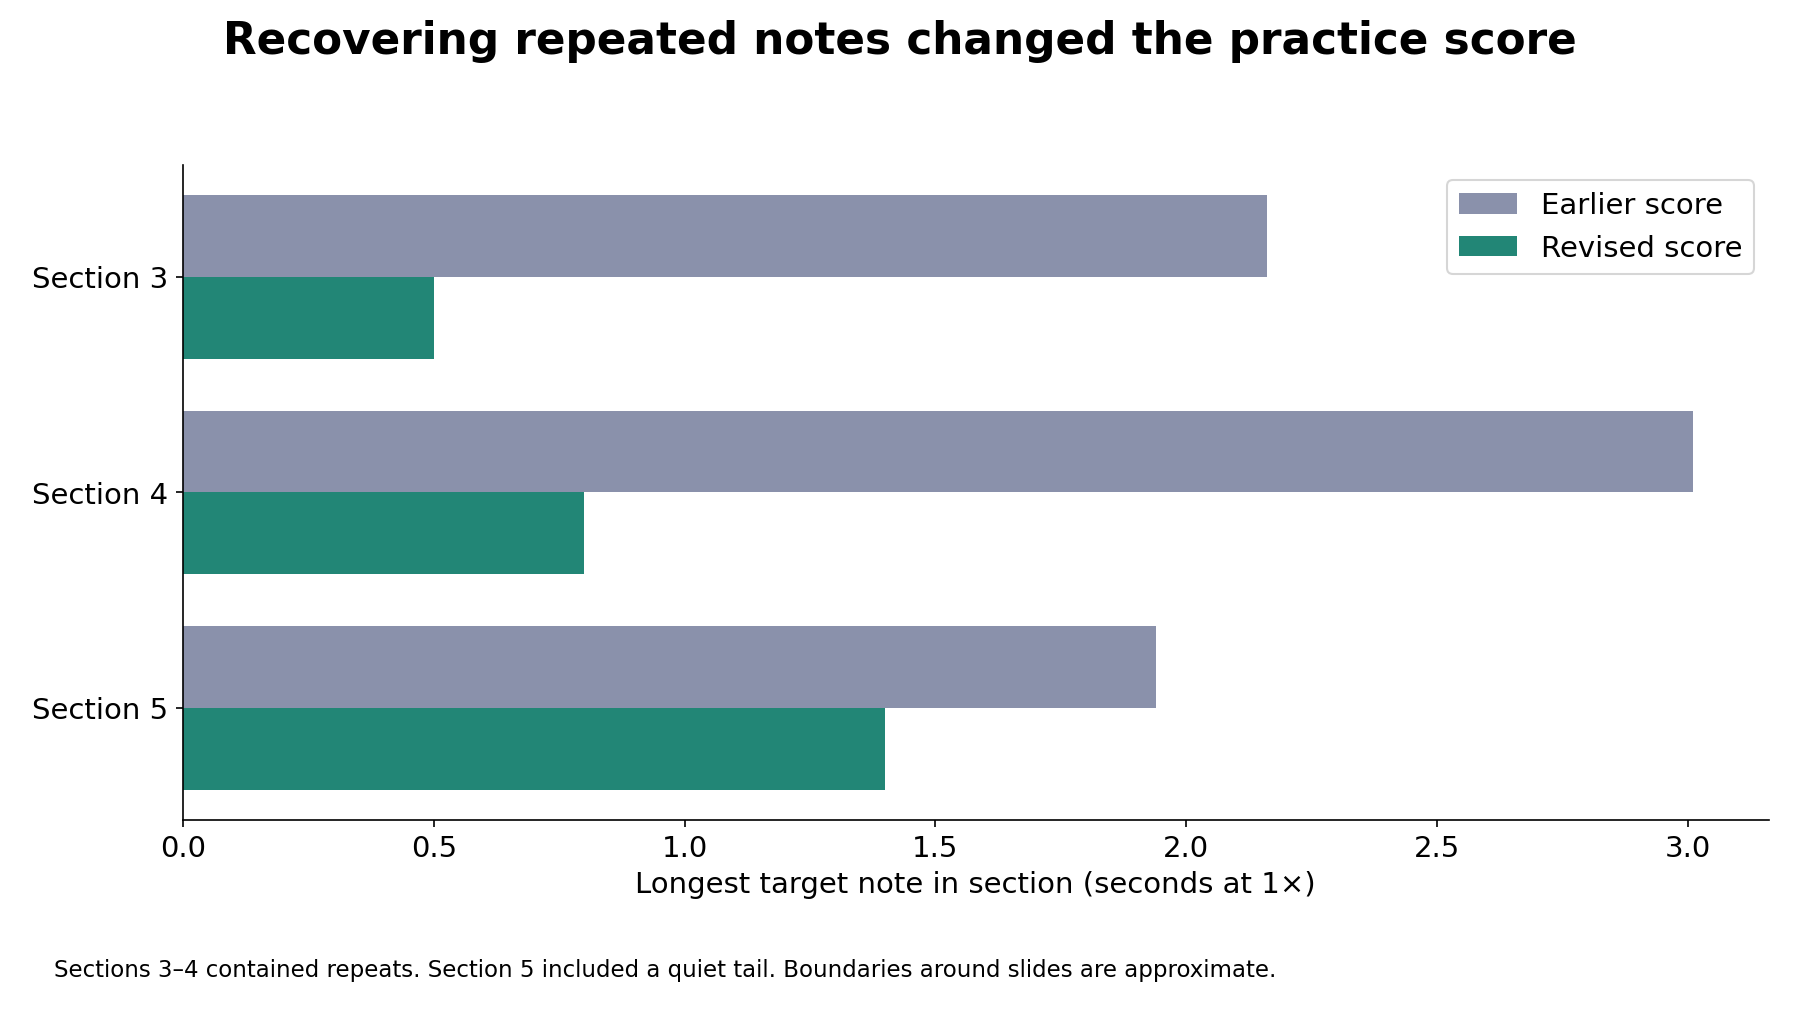 Recovering repeated notes changed the practice score
Earlier score
Revised score
Section 3
Section 4
Section 5
0.0 0.5 1.0 1.5 2.0 2.5 3.0
Longest target note in section (seconds at 1×)
Sections 3–4 contained repeats. Section 5 included a quiet tail. Boundaries around slides are approximate.